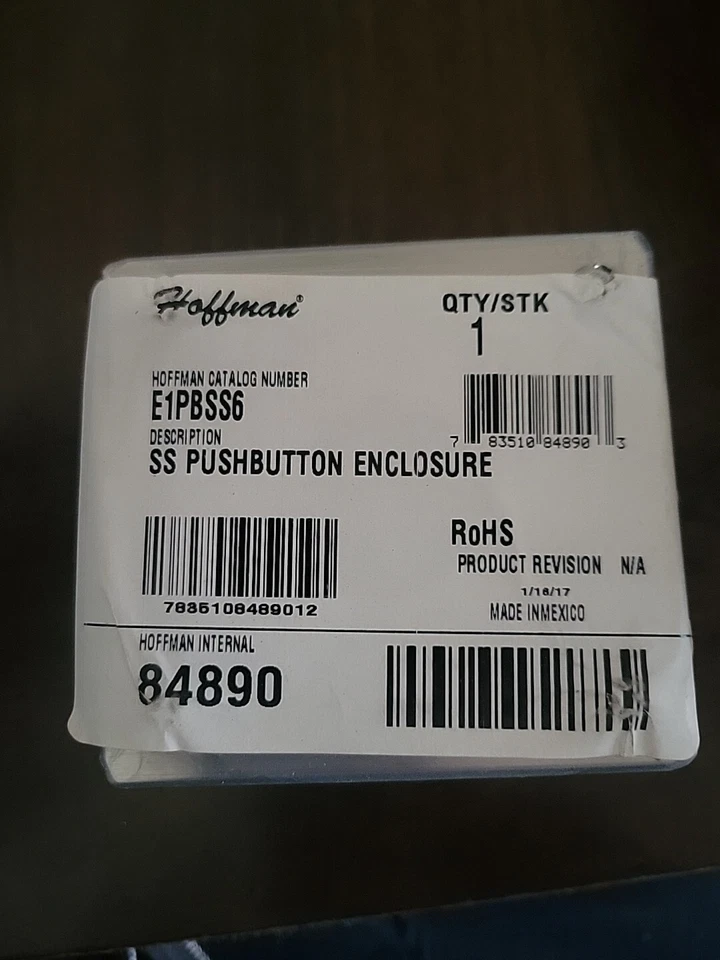 Hoffman®
QTY/STK
1
HOFFMAN CATALOG NUMBER
E1PBSS6
DESCRIPTION
SS PUSHBUTTON ENCLOSURE
7 83510 84890 3
7835108489012
RoHS
PRODUCT REVISION N/A
1/16/17
MADE INMEXICO
HOFFMAN INTERNAL
84890